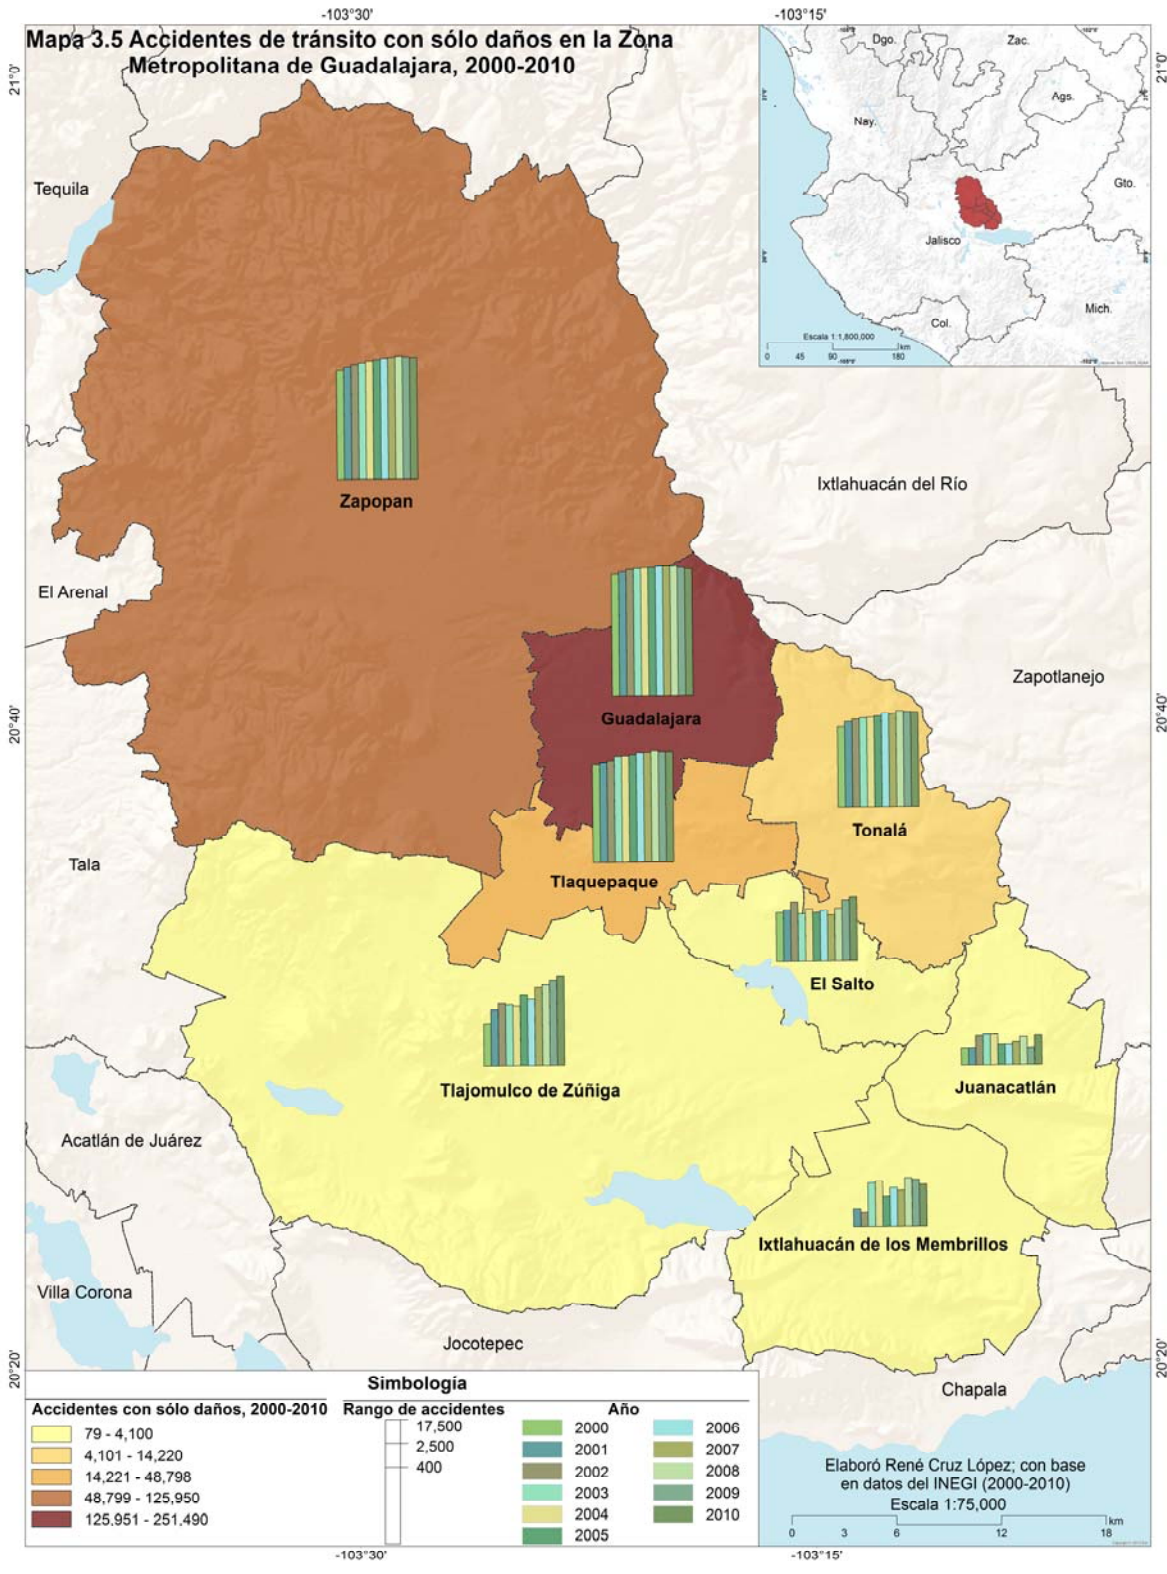 -103°30'
-103°15'
Mapa 3.5 Accidentes de tránsito con sólo daños en la Zona
Metropolitana de Guadalajara, 2000-2010
21°0'
21°0'
Dgo.
Zac.
Ags.
Nay.
Gto.
Jalisco
Mich.
Col.
Escala 1:1,800,000
km
0 45 90 180
Tequila
Zapopan
Ixtlahuacán del Río
El Arenal
Zapotlanejo
20°40'
20°40'
Guadalajara
Tonalá
Tala
Tlaquepaque
El Salto
Tlajomulco de Zúñiga
Juanacatlán
Acatlán de Juárez
Ixtlahuacán de los Membrillos
Villa Corona
Jocotepec
20°20'
20°20'
Chapala
Simbología
Accidentes con sólo daños, 2000-2010
79 - 4,100
4,101 - 14,220
14,221 - 48,798
48,799 - 125,950
125,951 - 251,490
Rango de accidentes
17,500
2,500
400
Año
2000
2001
2002
2003
2004
2005
2006
2007
2008
2009
2010
Elaboró René Cruz López; con base
en datos del INEGI (2000-2010)
Escala 1:75,000
km
0 3 6 12 18
-103°30'
-103°15'